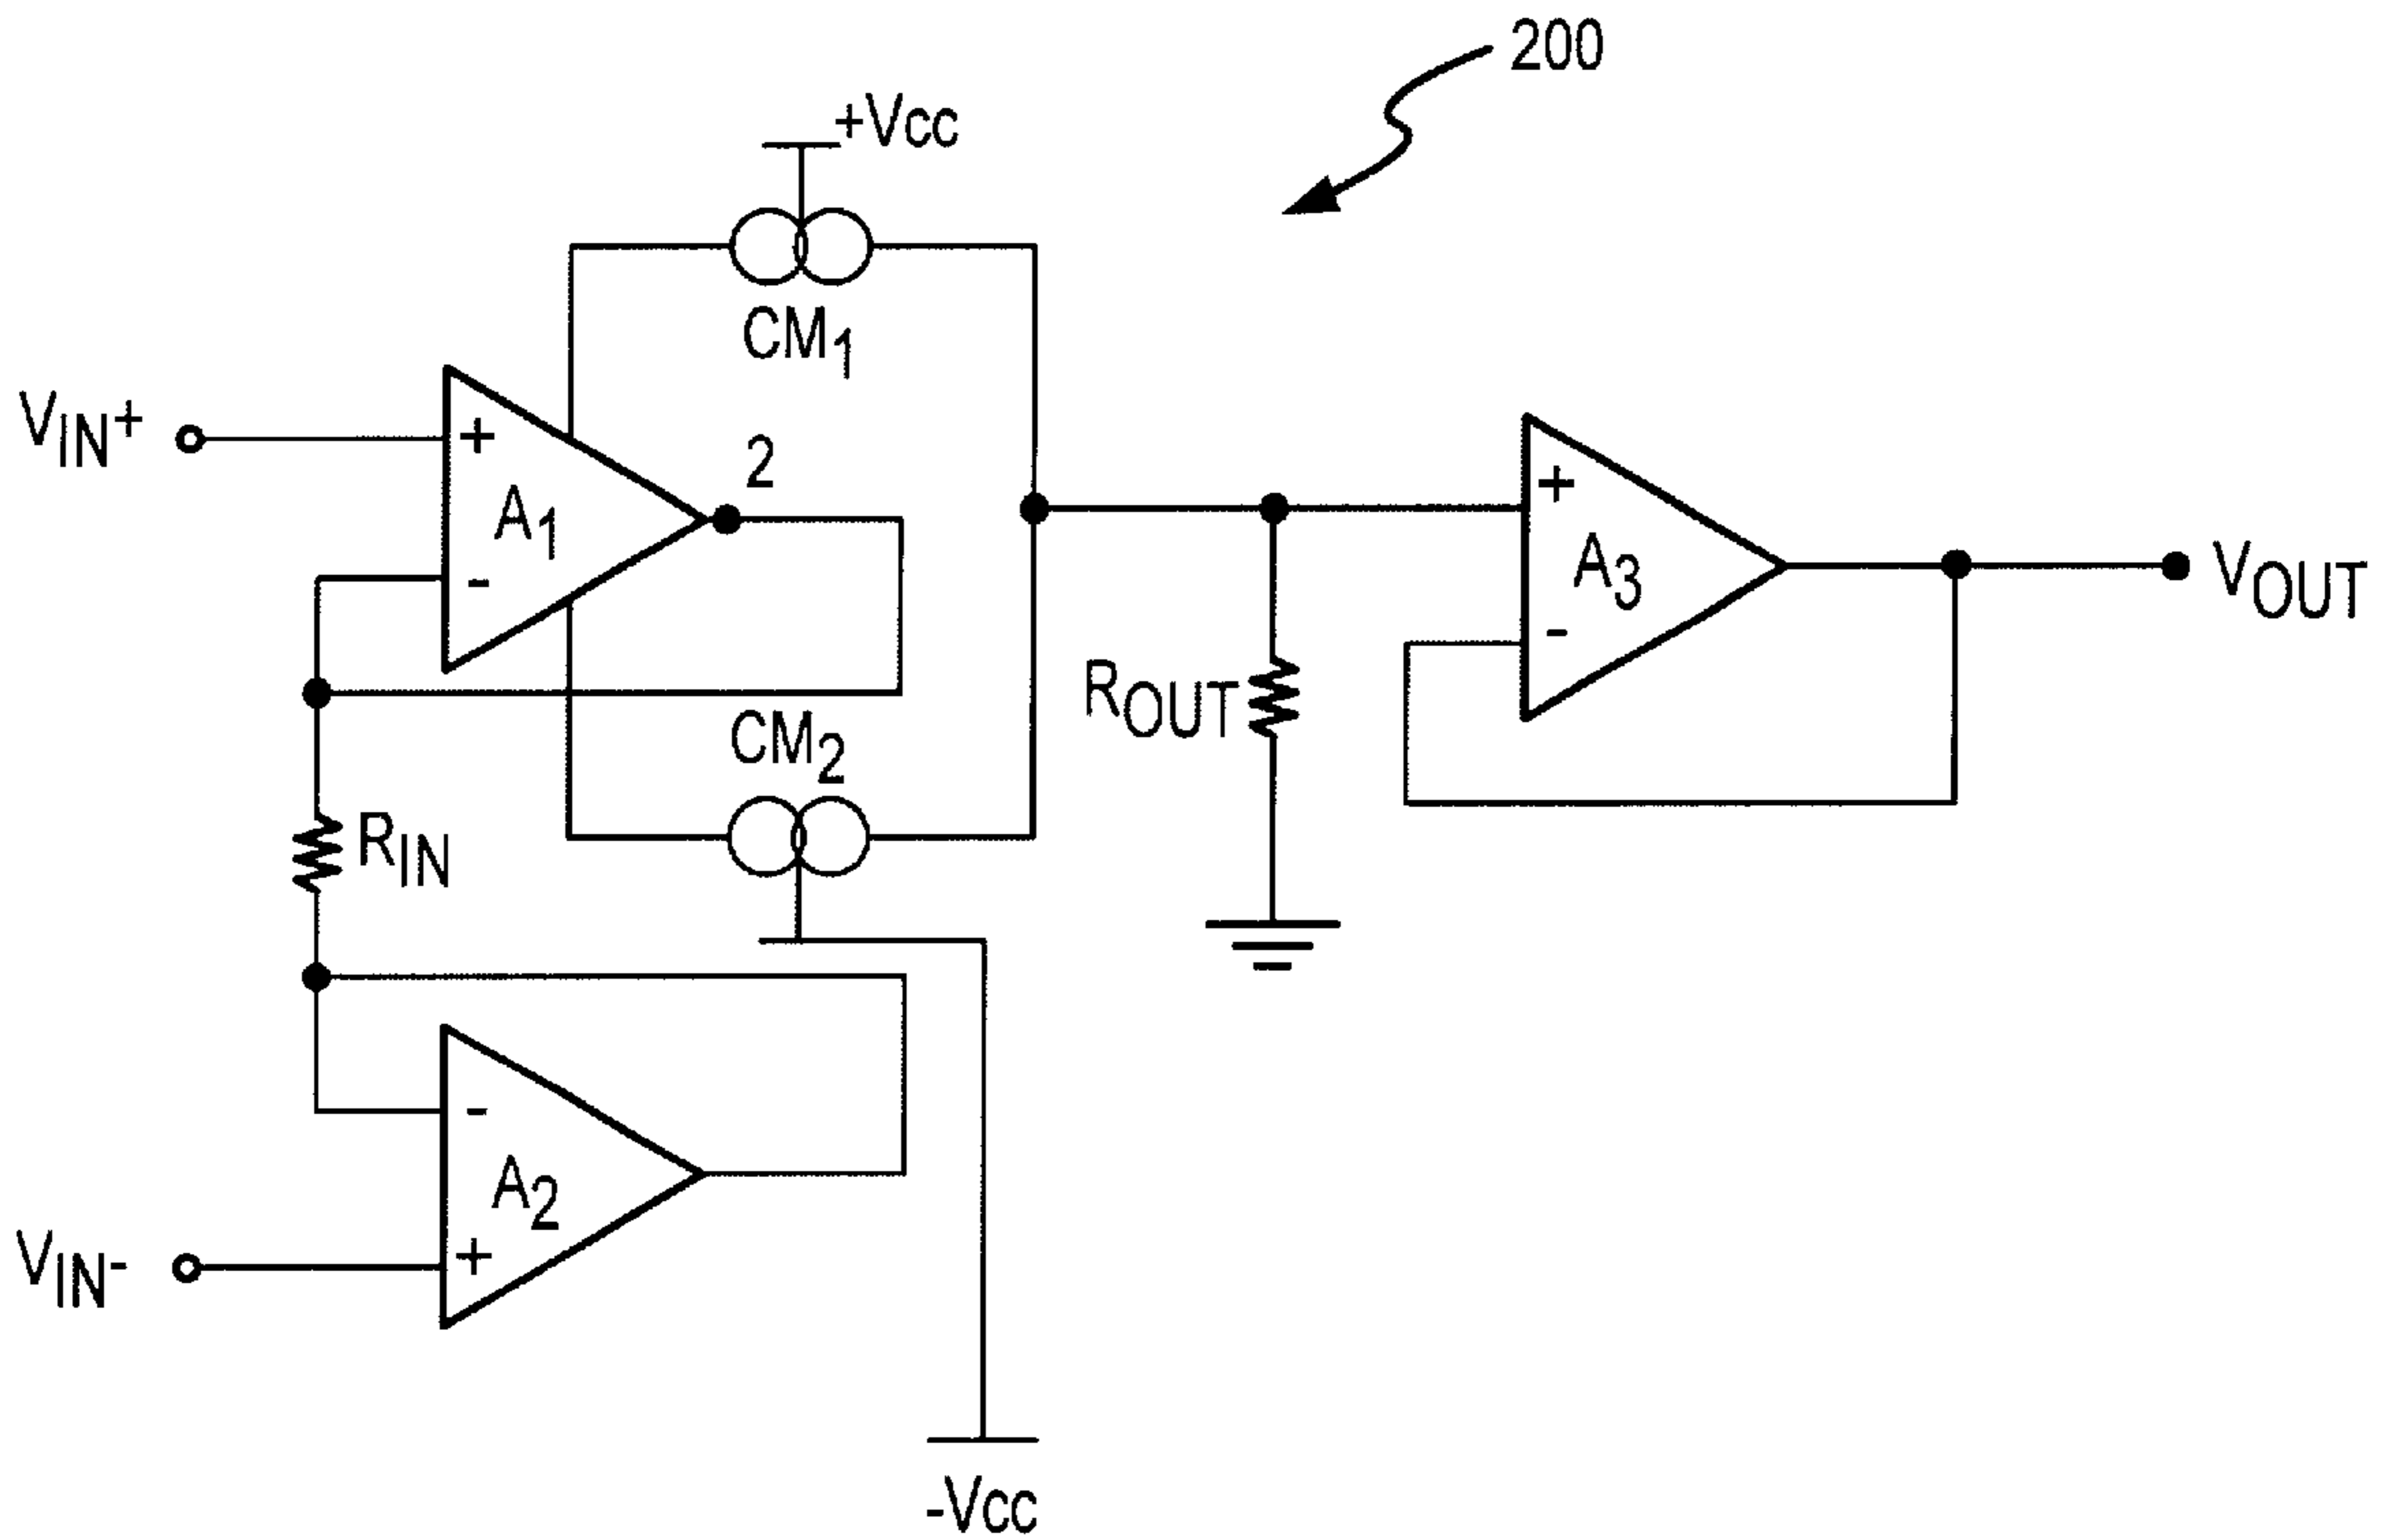 200
+Vcc
CM1
VIN+
+
2
A1
-
+
A3
-
VOUT
ROUT
CM2
RIN
-
A2
+
VIN-
-Vcc